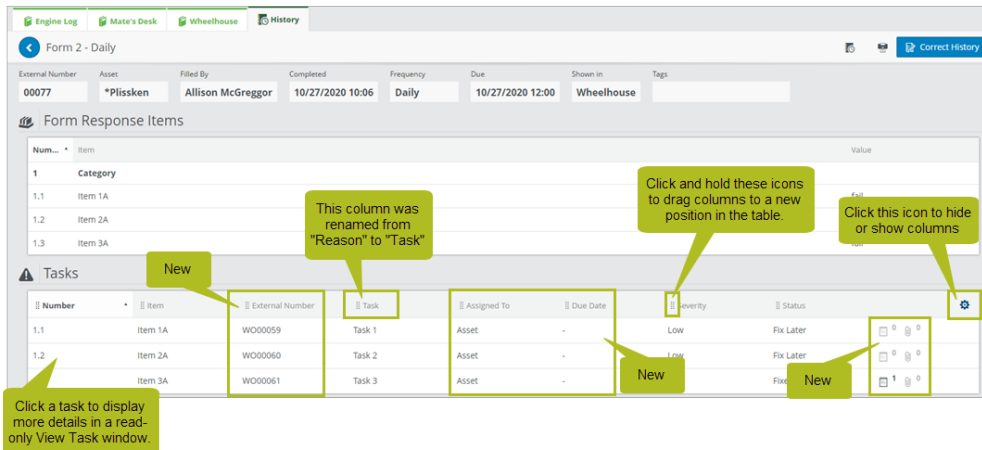 Engine Log Mate's Desk Wheelhouse History
Form 2 - Daily Correct History
External Number Asset Filled By Completed Frequency Due Shown in Tags
00077 *Plissken Allison McGreggor 10/27/2020 10:06 Daily 10/27/2020 12:00 Wheelhouse
Form Response Items
Num... Item Value
1 Category
1.1 Item 1A fail
1.2 Item 2A
1.3 Item 3A
This column was
renamed from
"Reason" to "Task"
Click and hold these icons
to drag columns to a new
position in the table.
Click this icon to hide
or show columns
Tasks
New
Number Item External Number Task Assigned To Due Date Severity Status
1.1 Item 1A WO00059 Task 1 Asset - Low Fix Later 0 0
1.2 Item 2A WO00060 Task 2 Asset - Low Fix Later 0 0
Item 3A WO00061 Task 3 Asset - 1 0
New
New
Click a task to display
more details in a read-
only View Task window.